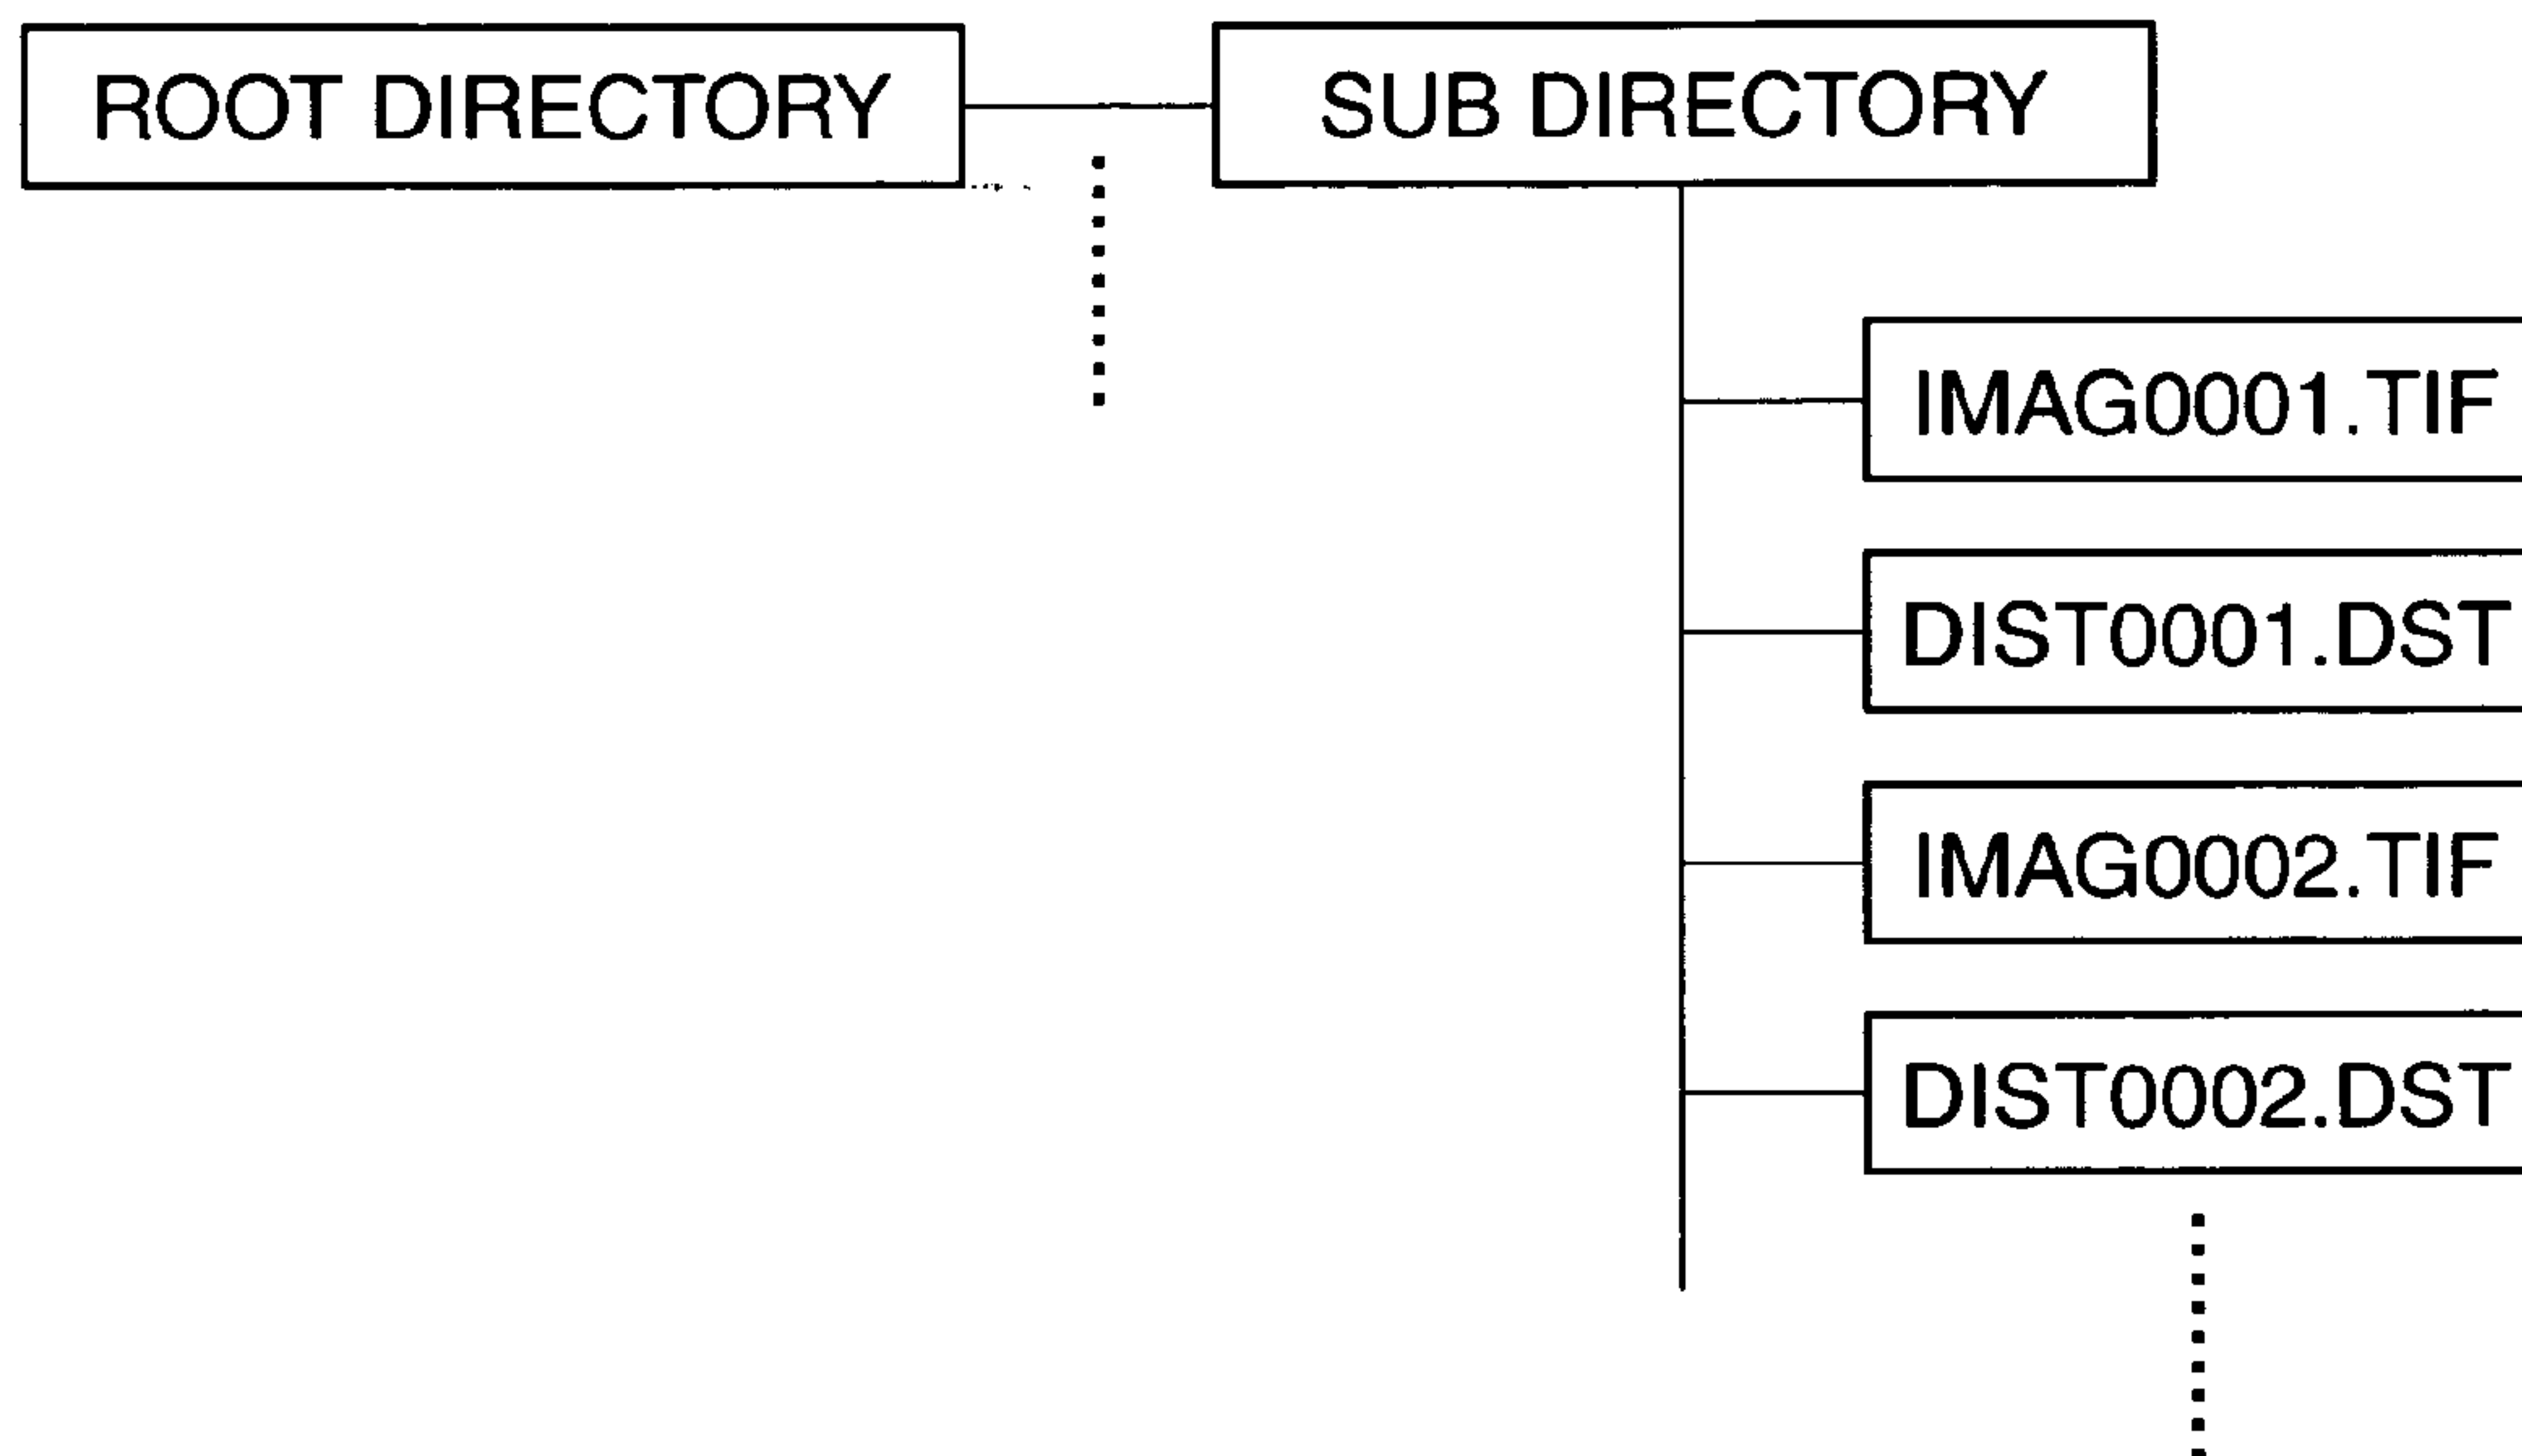 ROOT DIRECTORY
SUB DIRECTORY
IMAG0001.TIF
DIST0001.DST
IMAG0002.TIF
DIST0002.DST